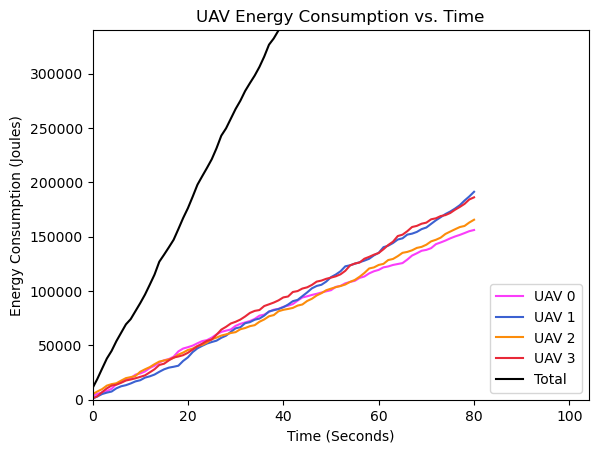 UAV Energy Consumption vs. Time
Energy Consumption (Joules)
300000
250000
200000
150000
100000
50000
0
0 20 40 60 80 100
Time (Seconds)
UAV 0
UAV 1
UAV 2
UAV 3
Total